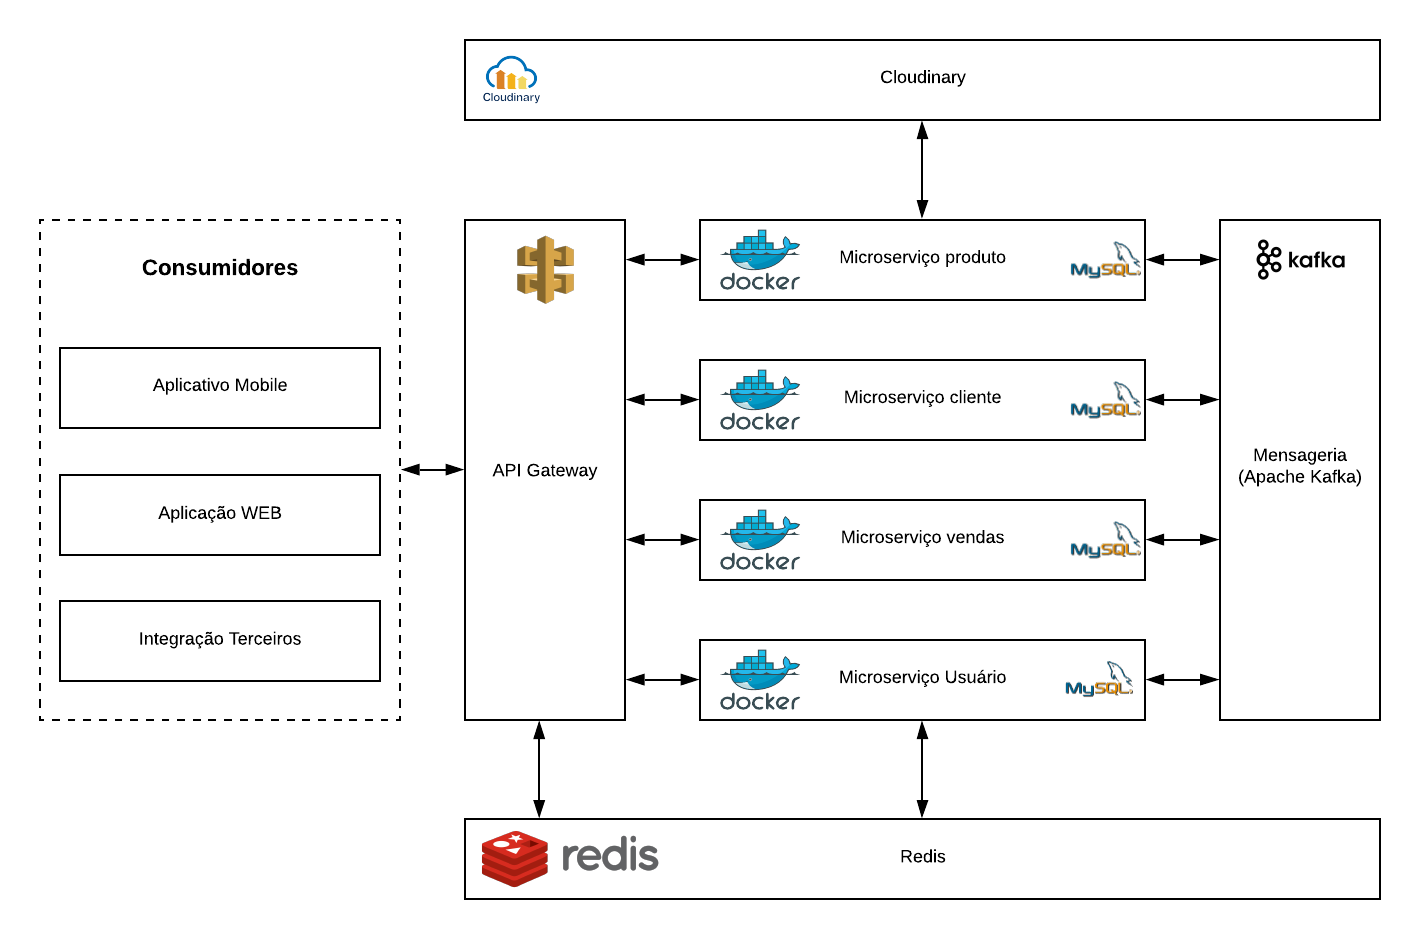 Cloudinary
Cloudinary
Consumidores
Aplicativo Mobile
Aplicação WEB
Integração Terceiros
API Gateway
docker
Microserviço produto
MySQL
docker
Microserviço cliente
MySQL
docker
Microserviço vendas
MySQL
docker
Microserviço Usuário
MySQL
kafka
Mensageria
(Apache Kafka)
redis
Redis